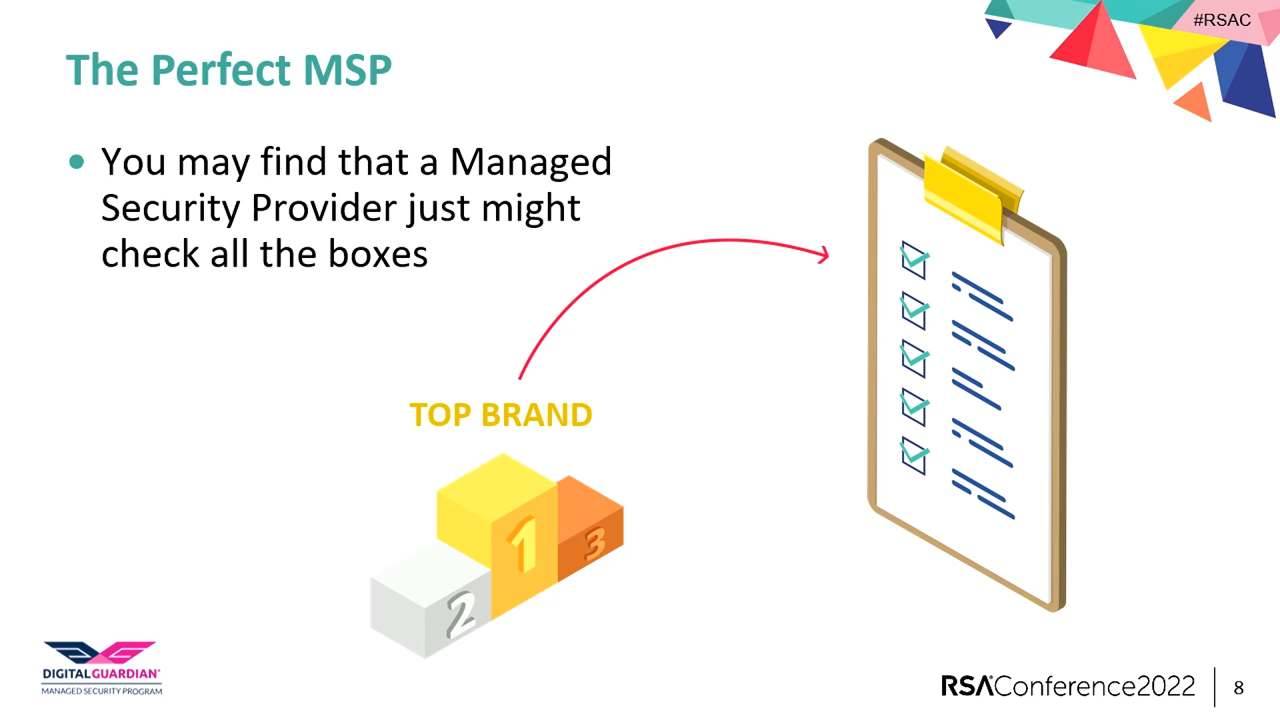 #RSAC
The Perfect MSP
• You may find that a Managed
Security Provider just might
check all the boxes
TOP BRAND
1
2
3
DIGITALGUARDIAN®
MANAGED SECURITY PROGRAM
RSAConference2022
8